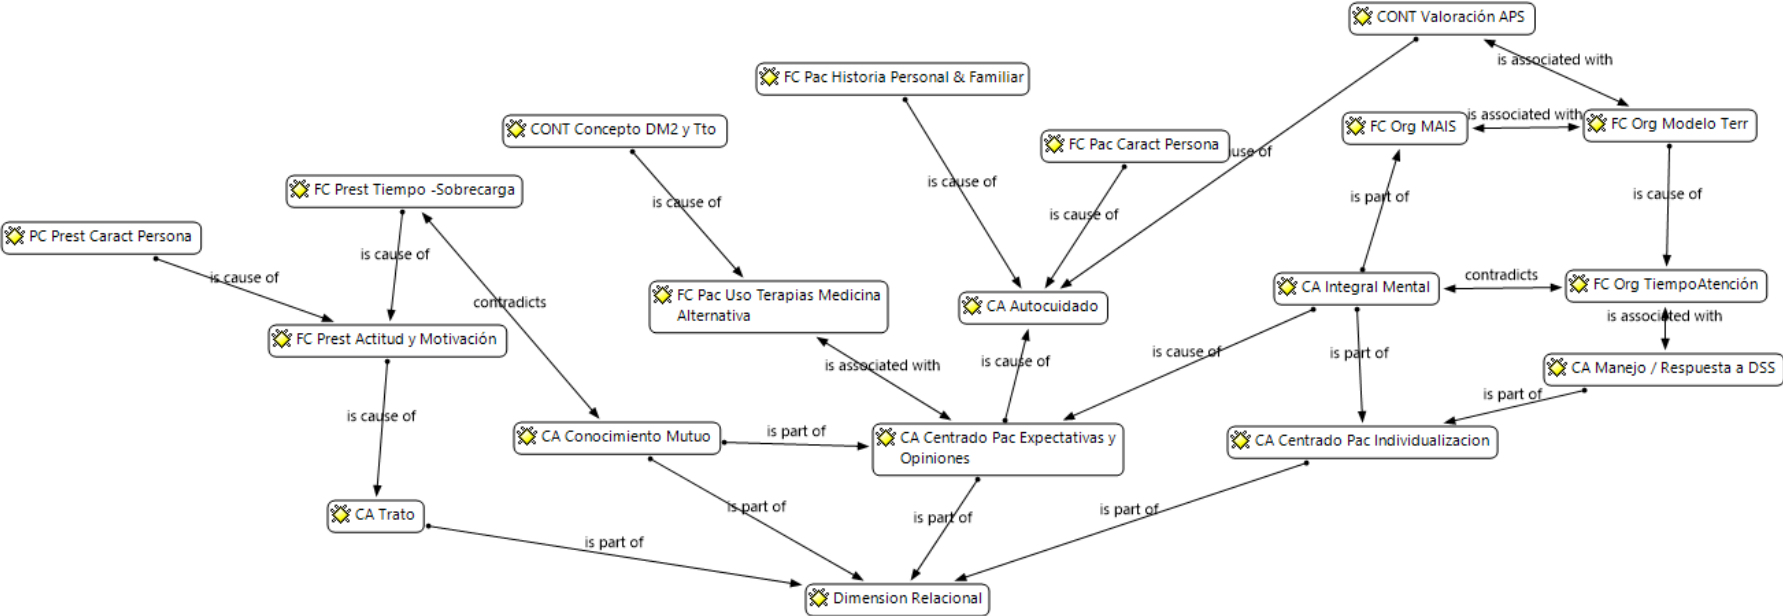 CONT Valoración APS
is associated with
FC Pac Historia Personal & Familiar
FC Org MAIS
is associated with
FC Org Modelo Terr
CONT Concepto DM2 y Tto
FC Pac Caract Persona
is cause of
use of
FC Prest Tiempo -Sobrecarga
is cause of
is cause of
is part of
is cause of
PC Prest Caract Persona
is cause of
is cause of
contradicts
FC Pac Uso Terapias Medicina
Alternativa
CA Autocuidado
CA Integral Mental
contradicts
FC Org TiempoAtención
is associated with
FC Prest Actitud y Motivación
is associated with
is cause of
is cause of
is part of
CA Manejo / Respuesta a DSS
is part of
is cause of
CA Conocimiento Mutuo
is part of
CA Centrado Pac Expectativas y
Opiniones
CA Centrado Pac Individualizacion
CA Trato
is part of
is part of
is part of
is part of
Dimension Relacional